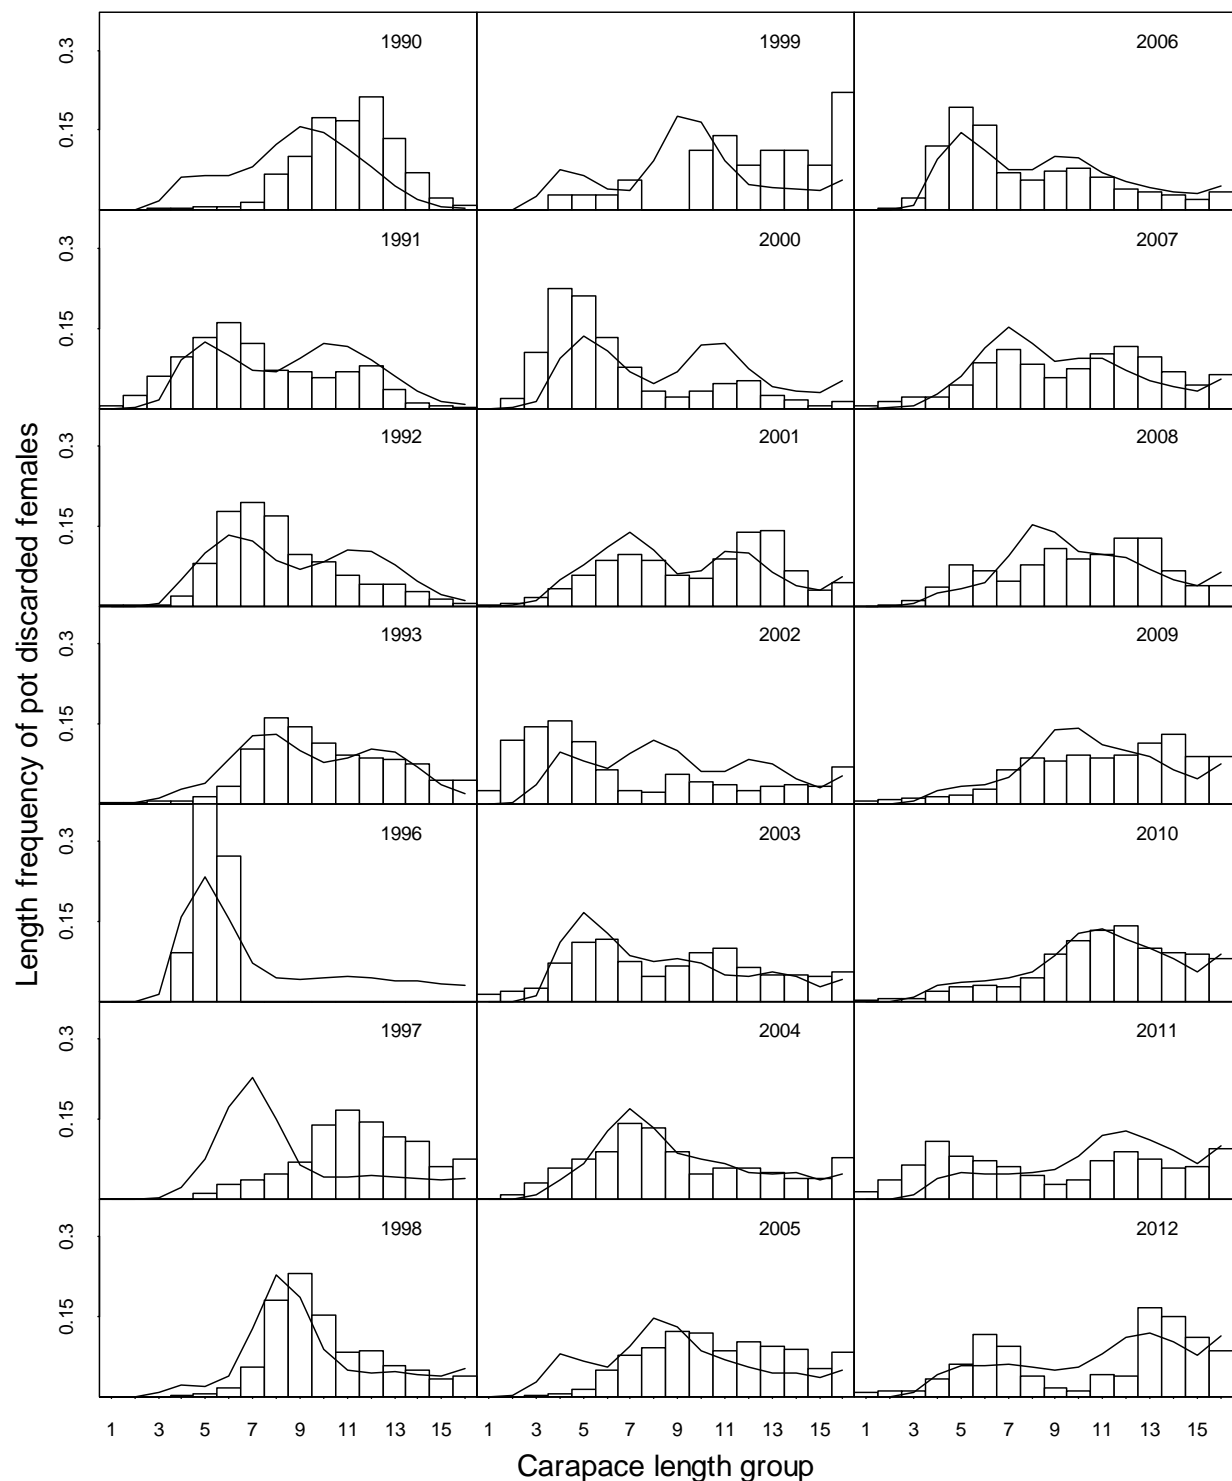 0.3 1990 1999 2006
0.15
0.3 1991 2000 2007
0.15
0.3 1992 2001 2008
0.15
0.3 1993 2002 2009
0.15
0.3 1996 2003 2010
0.15
0.3 1997 2004 2011
0.15
0.3 1998 2005 2012
0.15
Length frequency of pot discarded females
1 3 5 7 9 11 13 15 1 3 5 7 9 11 13 15 1 3 5 7 9 11 13 15
Carapace length group